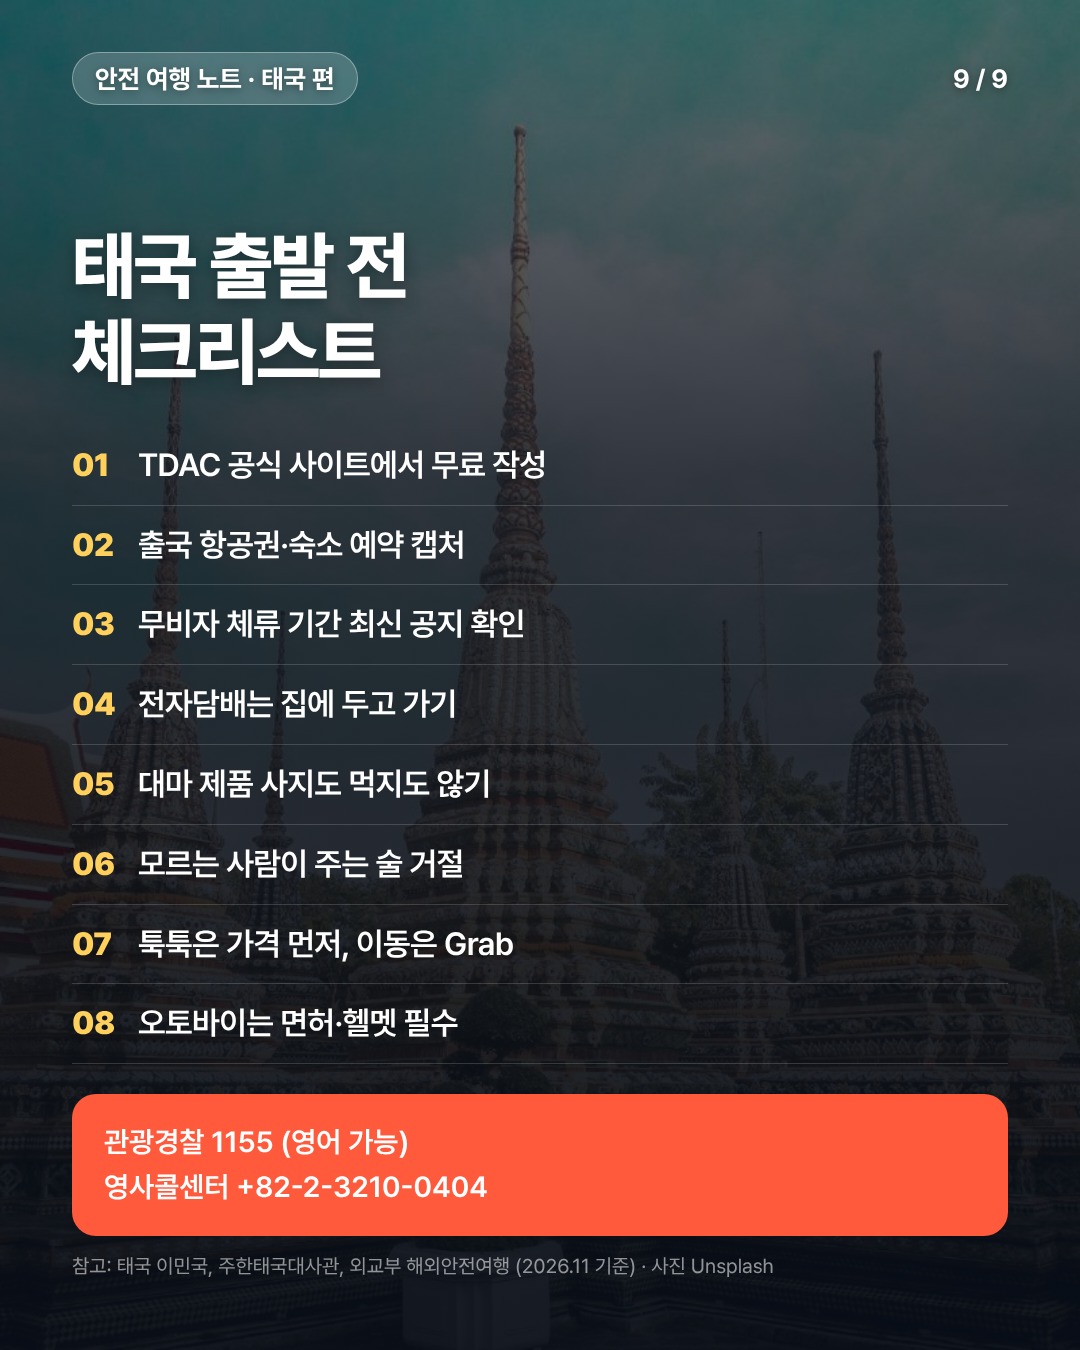 안전 여행 노트 · 태국 편
9 / 9
태국 출발 전
체크리스트
01 TDAC 공식 사이트에서 무료 작성
02 출국 항공권·숙소 예약 캡처
03 무비자 체류 기간 최신 공지 확인
04 전자담배는 집에 두고 가기
05 대마 제품 사지도 먹지도 않기
06 모르는 사람이 주는 술 거절
07 툭툭은 가격 먼저, 이동은 Grab
08 오토바이는 면허·헬멧 필수
관광경찰 1155 (영어 가능)
영사콜센터 +82-2-3210-0404
참고: 태국 이민국, 주한태국대사관, 외교부 해외안전여행 (2026.11 기준) · 사진 Unsplash